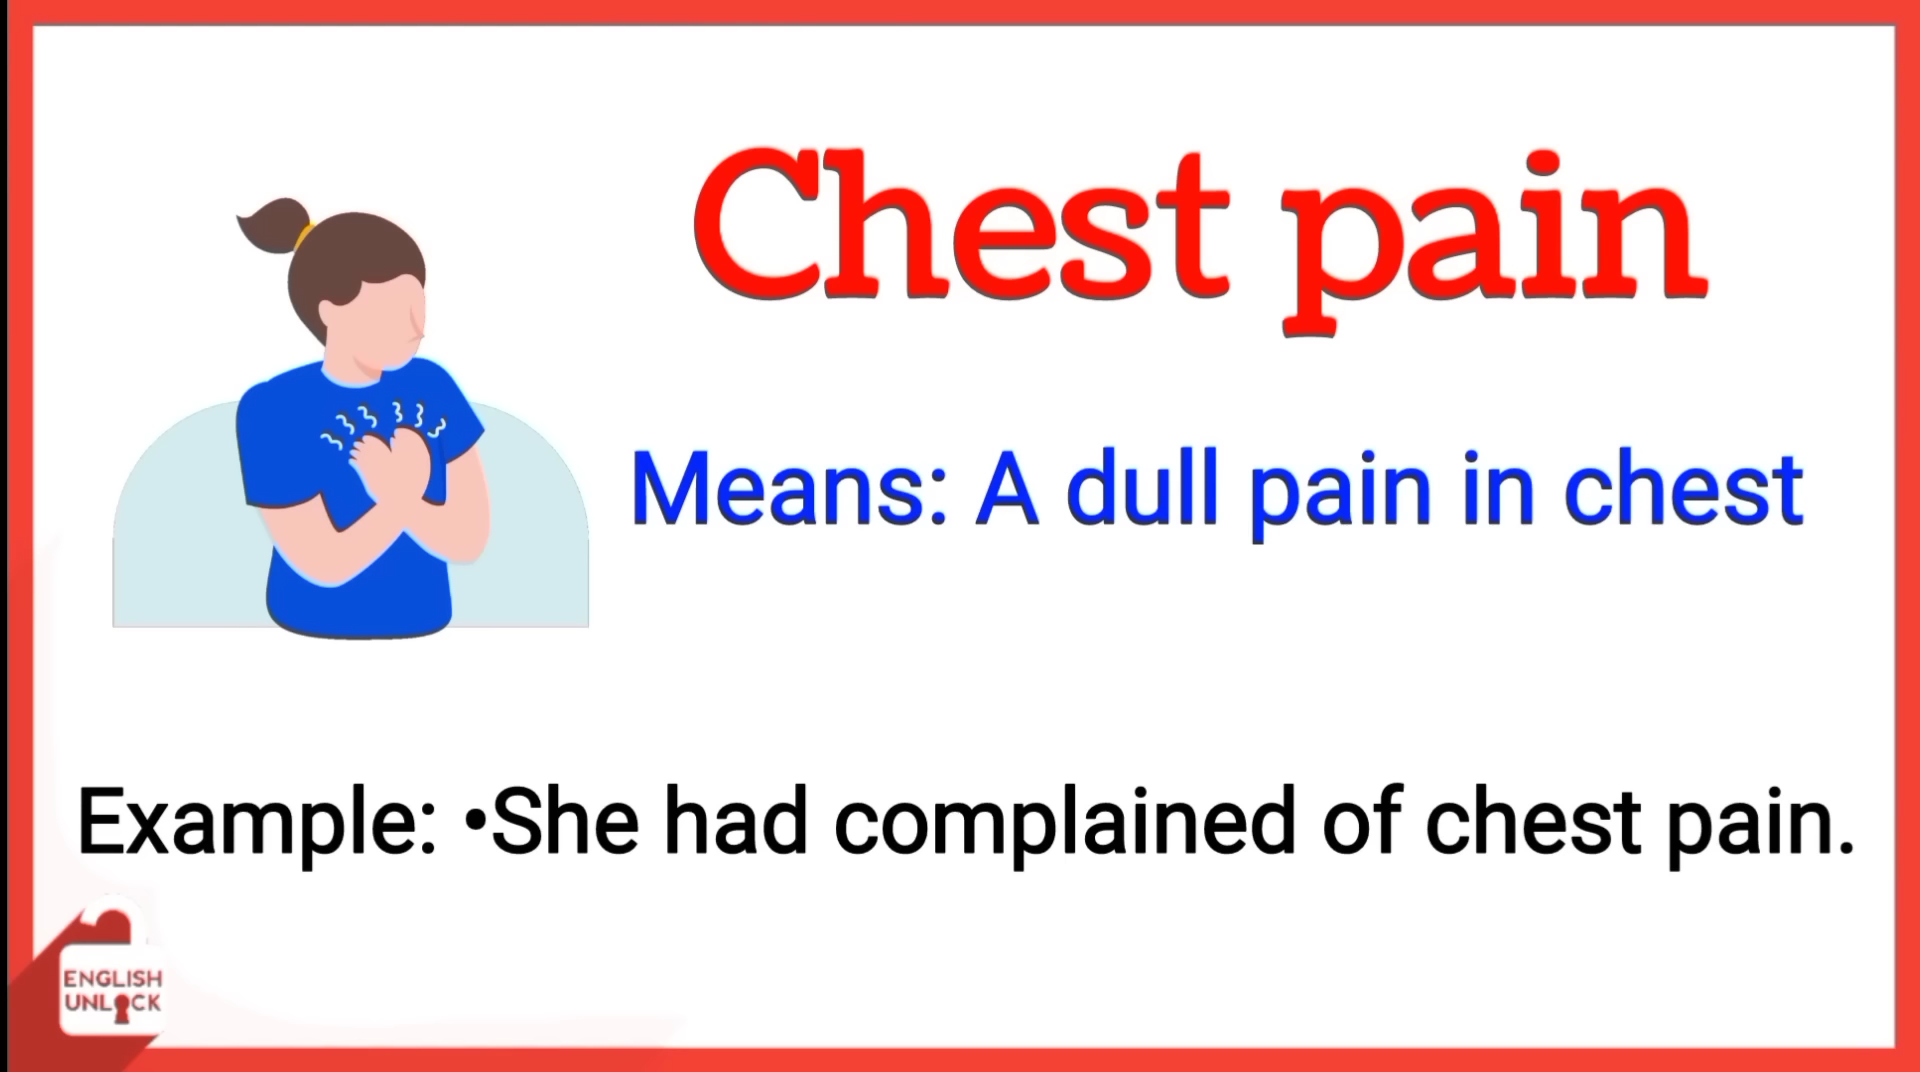 Chest pain
Means: A dull pain in chest
Example: •She had complained of chest pain.
ENGLISH
UNLOCK